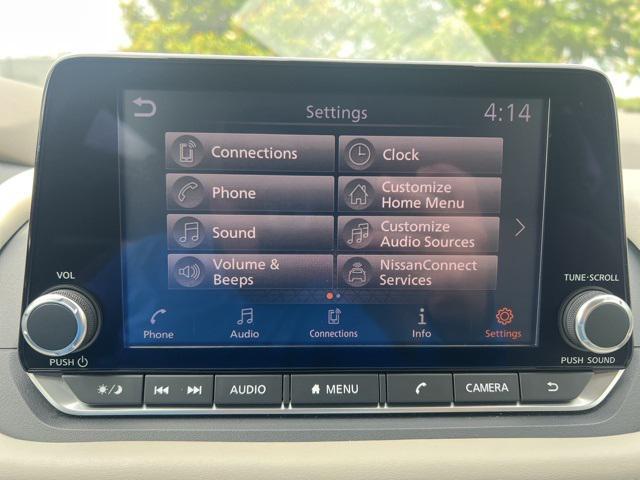 Settings
4:14
Connections
Clock
Phone
Customize
Home Menu
Sound
Customize
Audio Sources
Volume &
Beeps
NissanConnect
Services
Phone
Audio
Connections
Info
Settings
VOL
PUSH
TUNE·SCROLL
PUSH SOUND
AUDIO
MENU
CAMERA